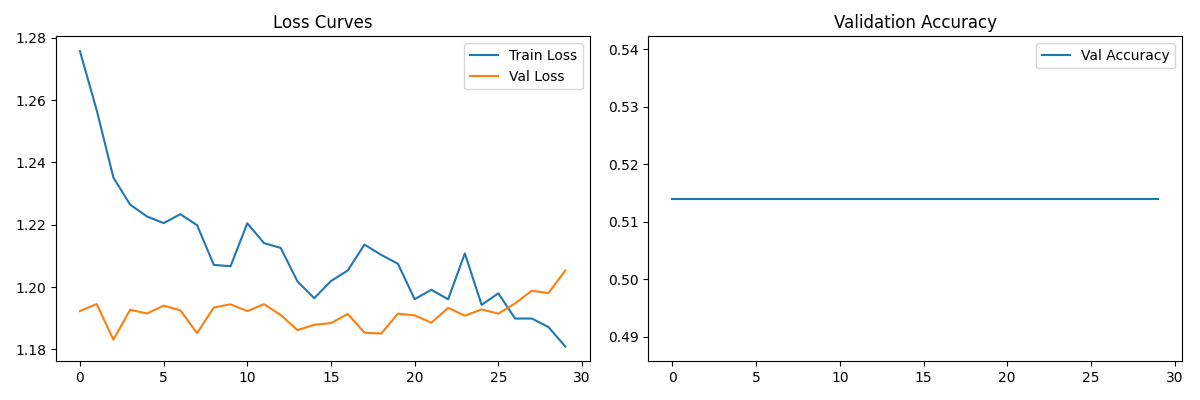 Loss Curves
1.28
1.26
1.24
1.22
1.20
1.18
0 5 10 15 20 25 30
Train Loss
Val Loss
Validation Accuracy
0.54
0.53
0.52
0.51
0.50
0.49
0 5 10 15 20 25 30
Val Accuracy